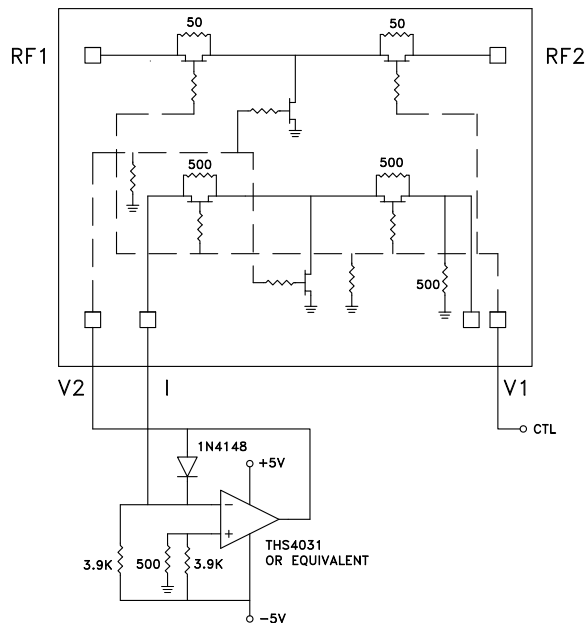 50
50
RF1
RF2
500
500
500
V2
I
V1
CTL
1N4148
+5V
−
+
THS4031
OR EQUIVALENT
3.9K
500
3.9K
−5V